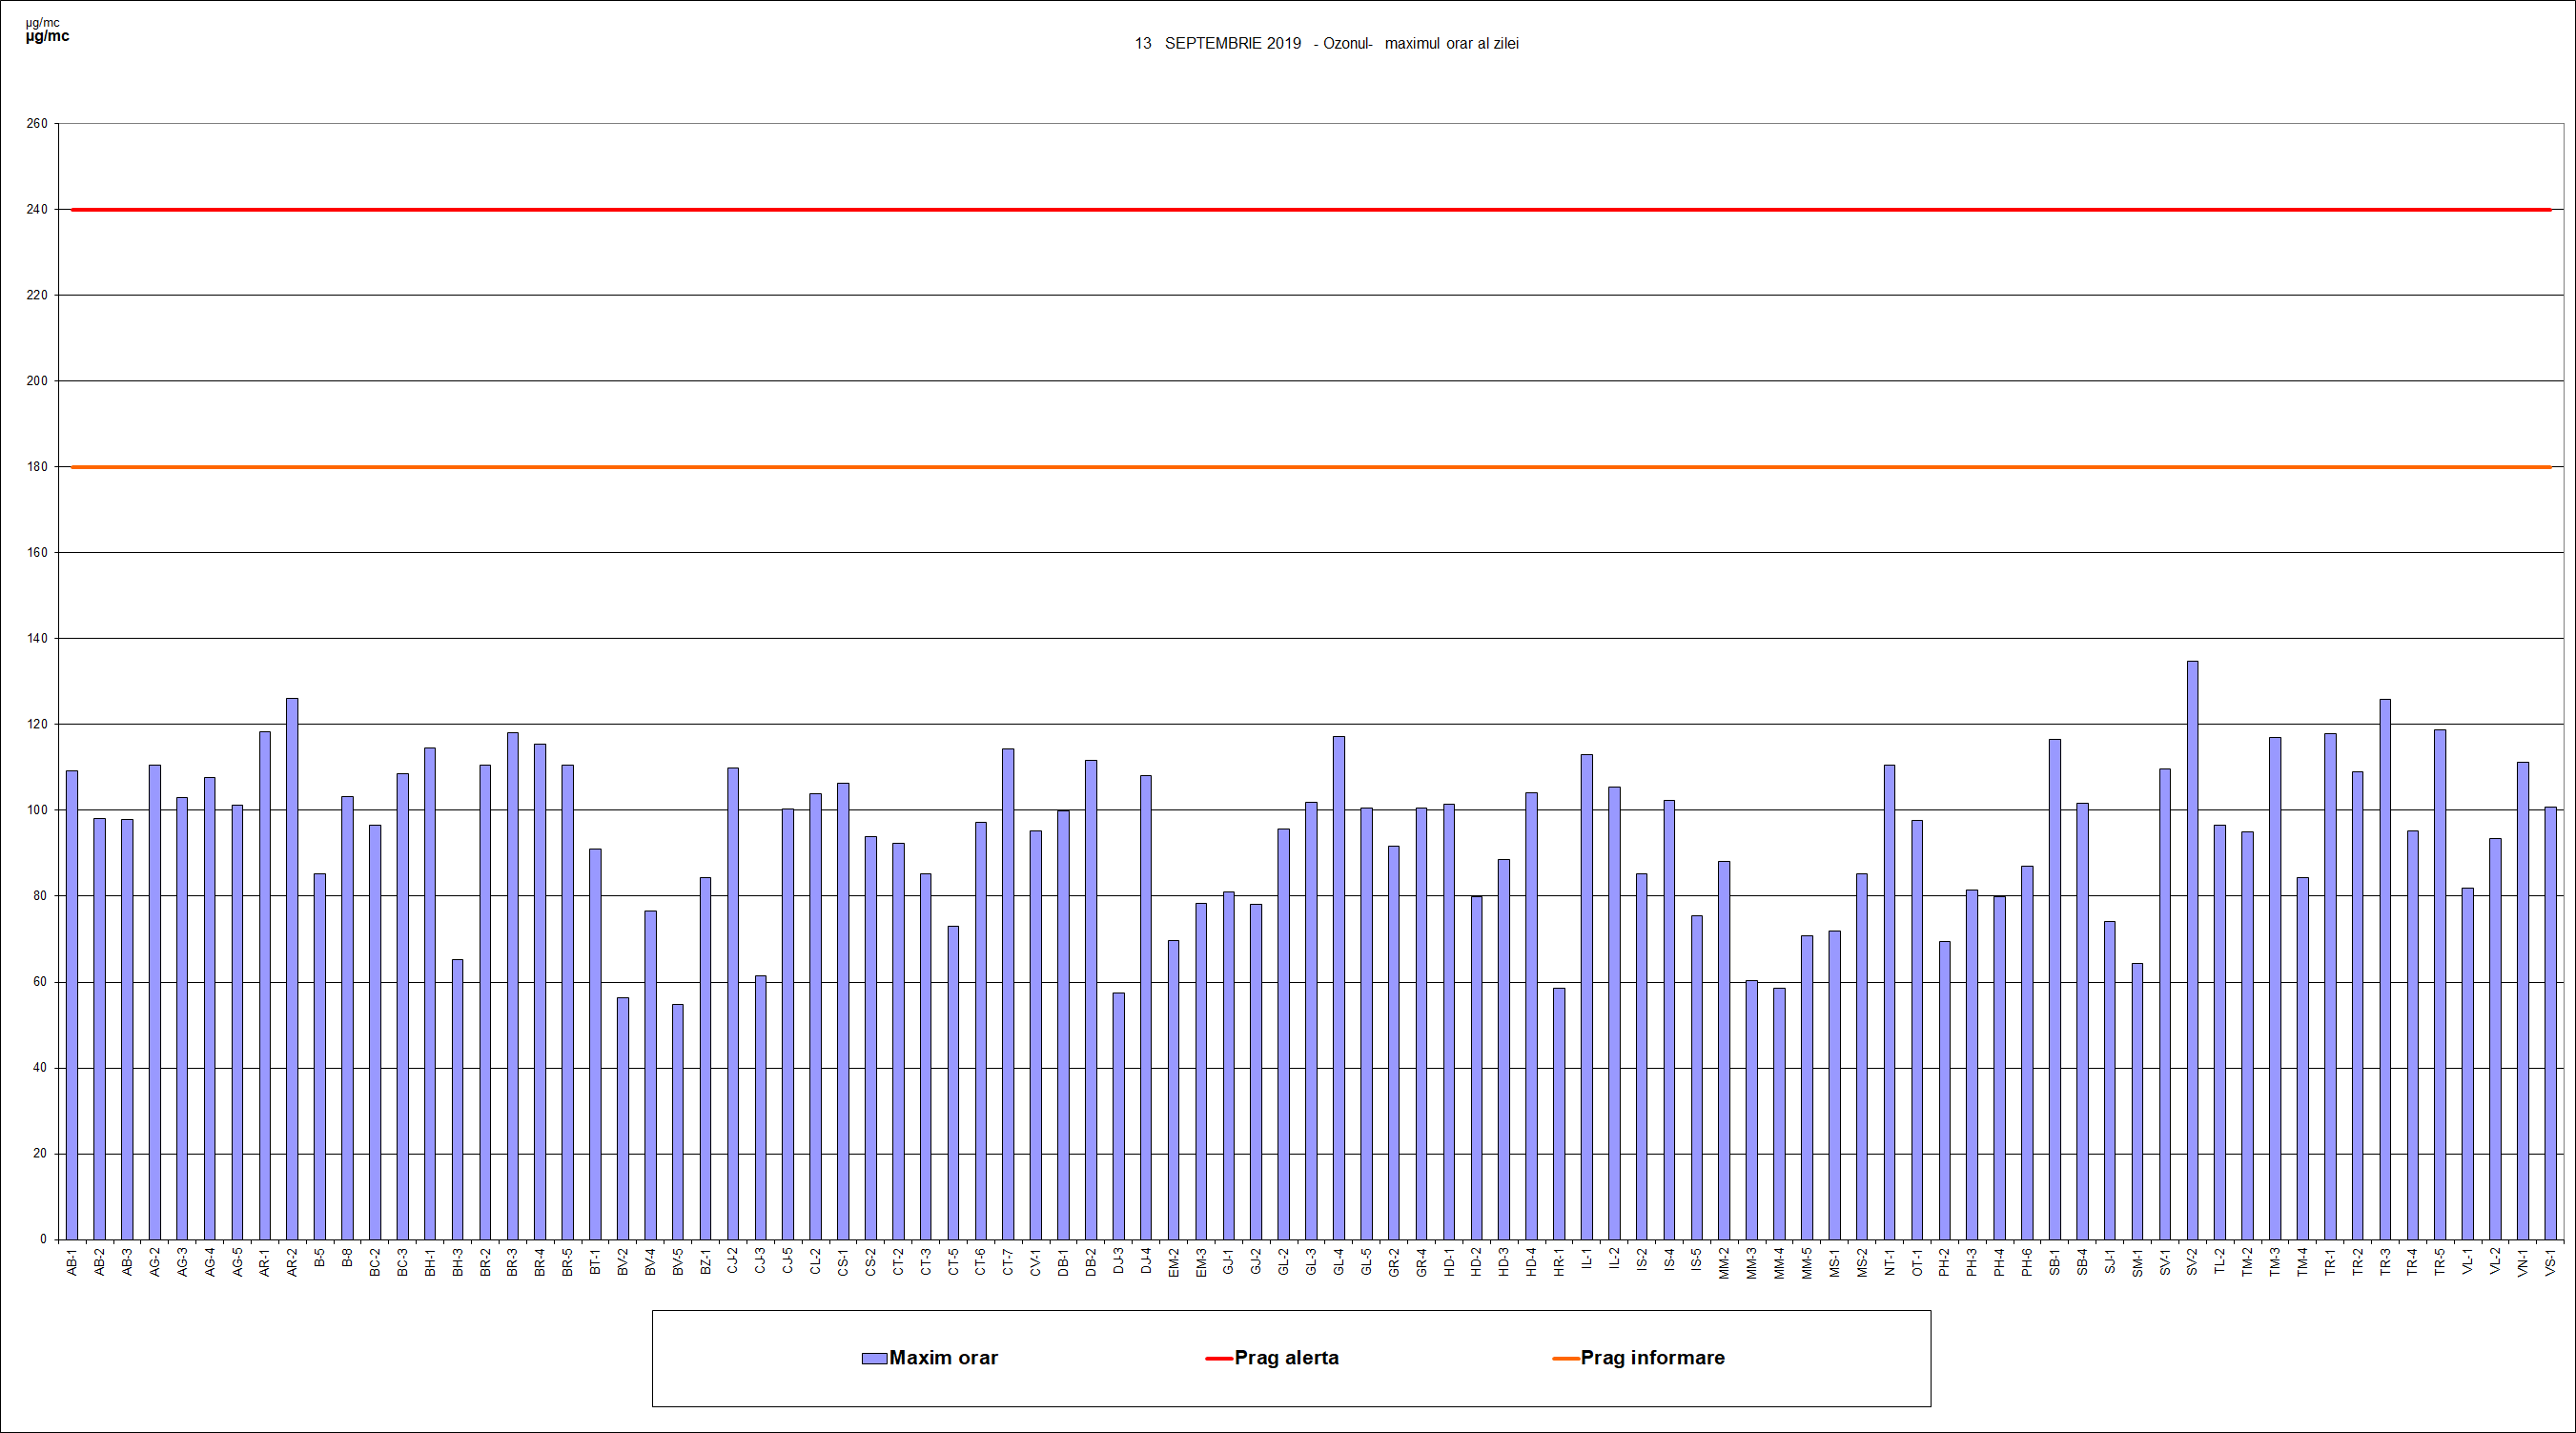 µg/mc
µg/mc
13 SEPTEMBRIE 2019 - Ozonul- maximul orar al zilei
260
240
220
200
180
160
140
120
100
80
60
40
20
0
AB-1 AB-2 AB-3 AG-2 AG-3 AG-4 AG-5 AR-1 AR-2 B-5 B-8 BC-2 BC-3 BH-1 BH-3 BR-2 BR-3 BR-4 BR-5 BT-1 BV-2 BV-4 BV-5 BZ-1 CJ-2 CJ-3 CJ-5 CL-2 CS-1 CS-2 CT-2 CT-3 CT-5 CT-6 CT-7 CV-1 DB-1 DB-2 DJ-3 DJ-4 EM-2 EM-3 GJ-1 GJ-2 GL-2 GL-3 GL-4 GL-5 GR-2 GR-4 HD-1 HD-2 HD-3 HD-4 HR-1 IL-1 IL-2 IS-2 IS-4 IS-5 MM-2 MM-3 MM-4 MM-5 MS-1 MS-2 NT-1 OT-1 PH-2 PH-3 PH-4 PH-6 SB-1 SB-4 SJ-1 SM-1 SV-1 SV-2 TL-2 TM-2 TM-3 TM-4 TR-1 TR-2 TR-3 TR-4 TR-5 VL-1 VL-2 VN-1 VS-1
Maxim orar Prag alerta Prag informare